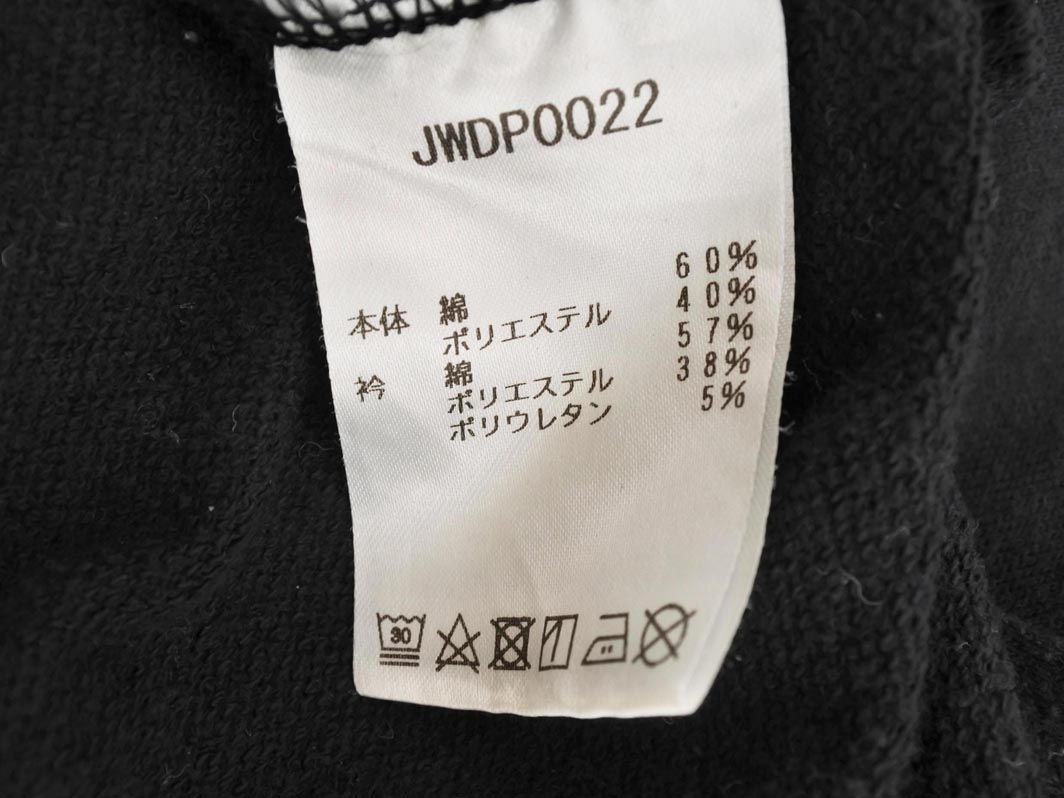 JWDP0022
本体 綿 60%
ポリエステル 40%
衿 綿 57%
ポリエステル 38%
ポリウレタン 5%
30